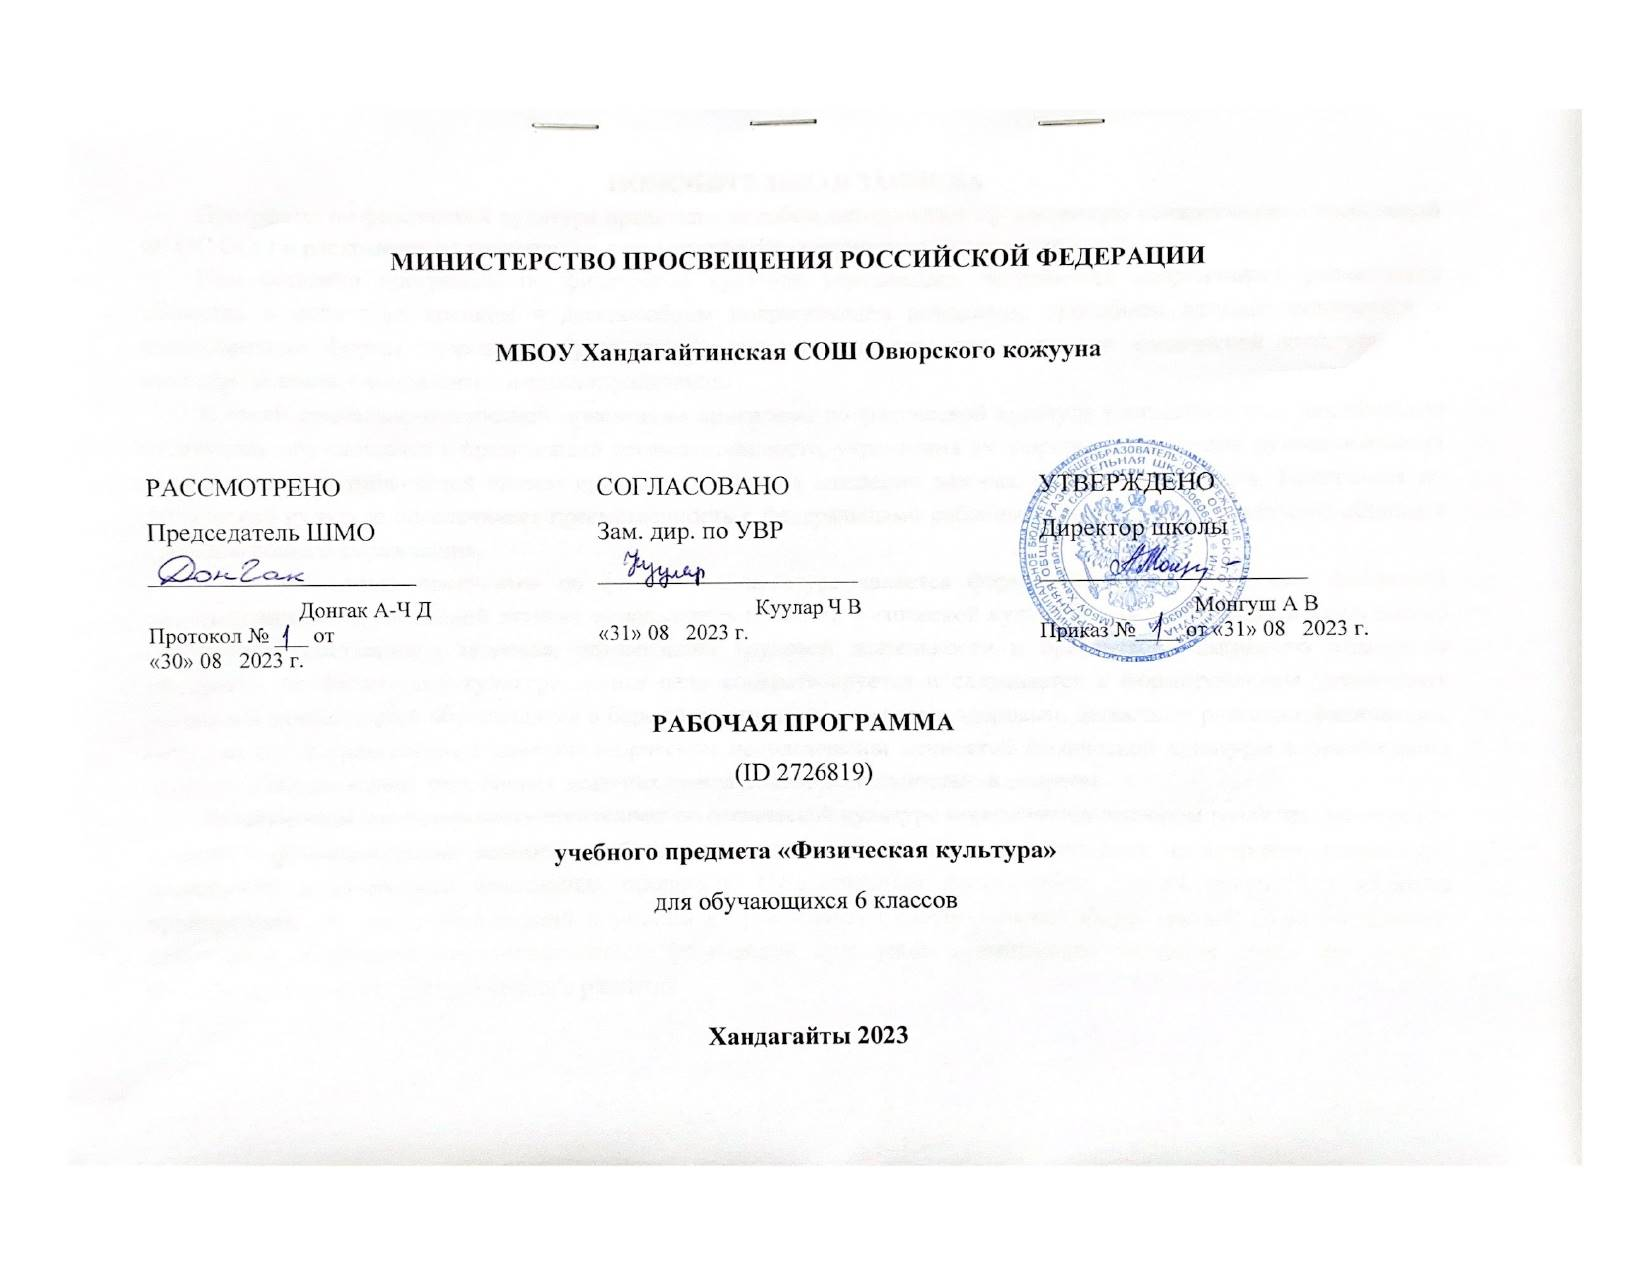 МИНИСТЕРСТВО ПРОСВЕЩЕНИЯ РОССИЙСКОЙ ФЕДЕРАЦИИ
МБОУ Хандагайтинская СОШ Овюрского кожууна
РАССМОТРЕНО
Председатель ШМО
Донгак
Донгак А-Ч Д
Протокол № 1 от
«30» 08 2023 г.
СОГЛАСОВАНО
Зам. дир. по УВР
Куулар
Куулар Ч В
«31» 08 2023 г.
УТВЕРЖДЕНО
Директор школы
Монгуш А В
Приказ № 1 от «31» 08 2023 г.
РАБОЧАЯ ПРОГРАММА
(ID 2726819)
учебного предмета «Физическая культура»
для обучающихся 6 классов
Хандагайты 2023